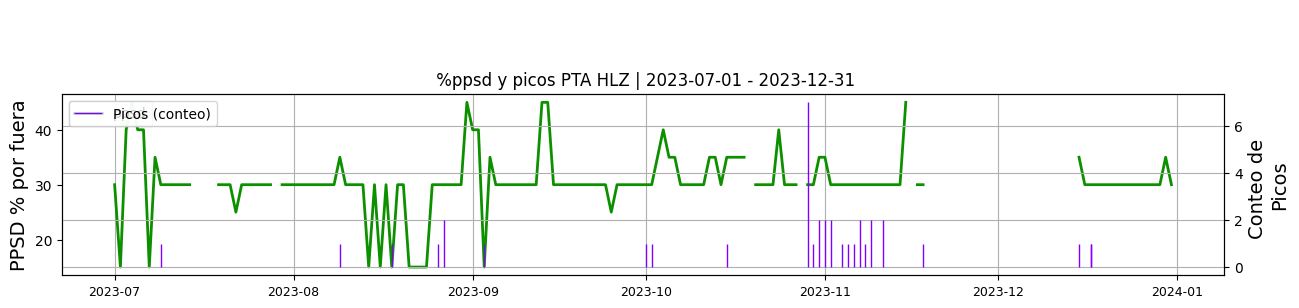 %ppsd y picos PTA HLZ | 2023-07-01 - 2023-12-31
Picos (conteo)
PPSD % por fuera
40
30
20
6
4
2
0
Conteo de
Picos
2023-07
2023-08
2023-09
2023-10
2023-11
2023-12
2024-01